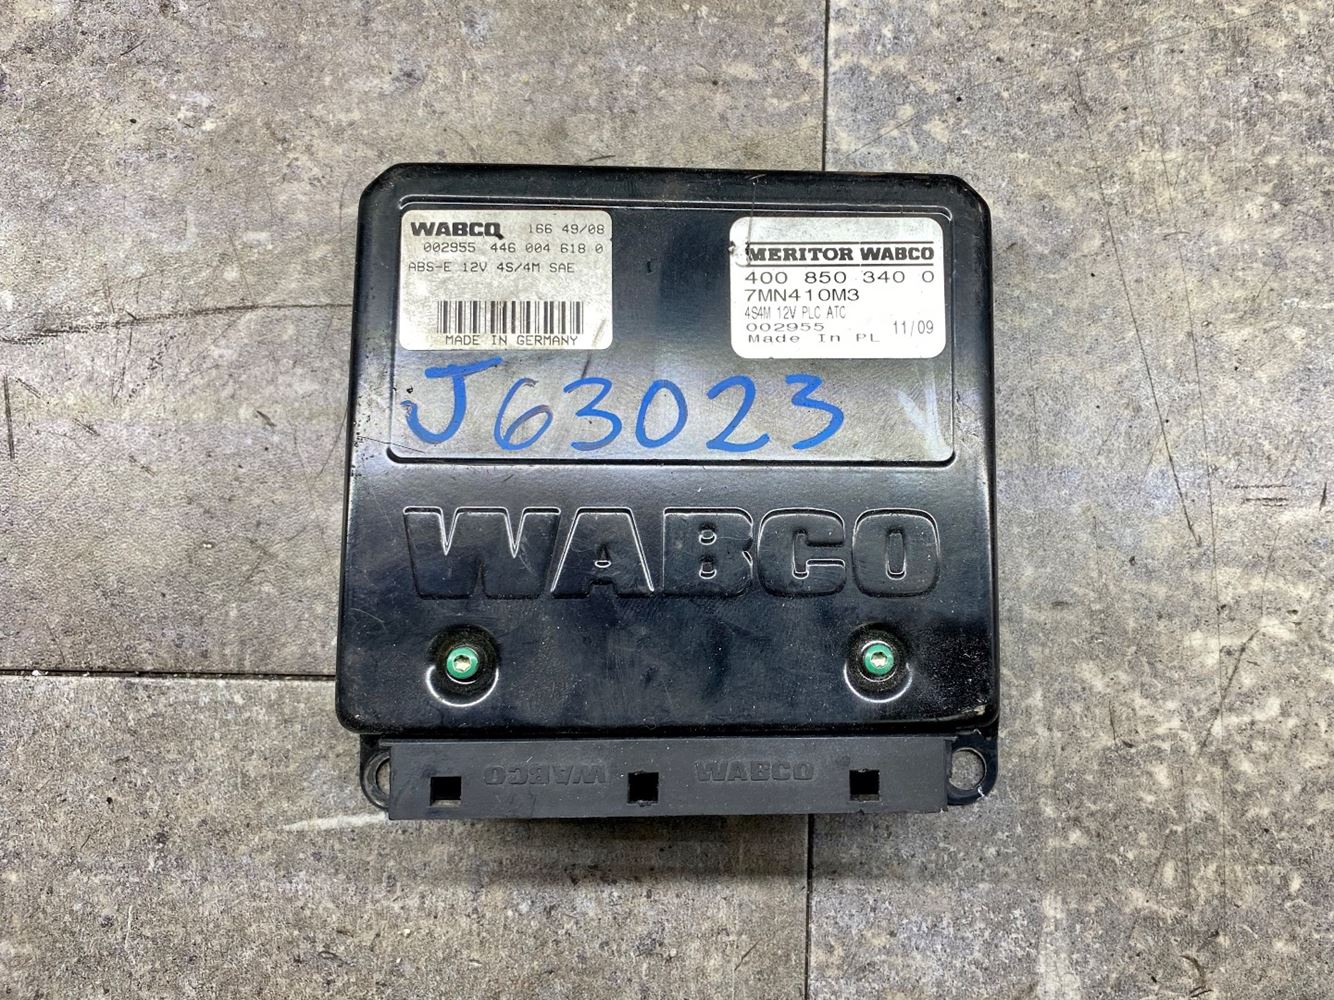 WABCO 166 49/08
002955 446 004 618 0
ABS-E 12V 4S/4M SAE
MADE IN GERMANY
MERITOR WABCO
400 850 340 0
7MN410M3
4S4M 12V PLC ATC
002955 11/09
Made In PL
J63023
WABCO
WABCO WABCO